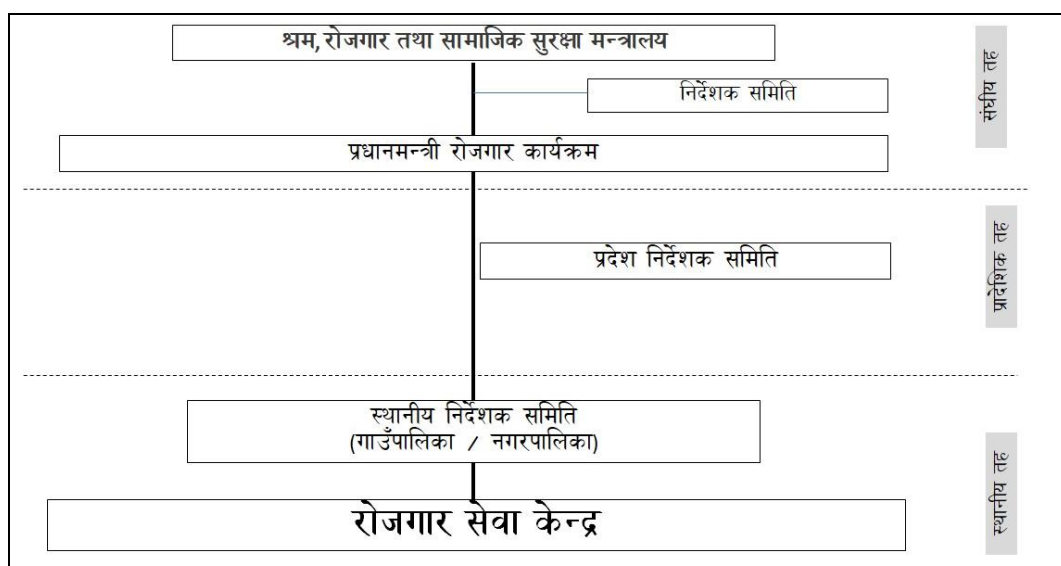 श्रम, रोजगार तथा सामाजिक सुरक्षा मन्त्रालय
निर्देशक समिति
प्रधानमन्त्री रोजगार कार्यक्रम
संघीय तह
प्रदेश निर्देशक समिति
प्रादेशिक तह
स्थानीय निर्देशक समिति
(गाउँपालिका / नगरपालिका)
रोजगार सेवा केन्द्र
स्थानीय तह